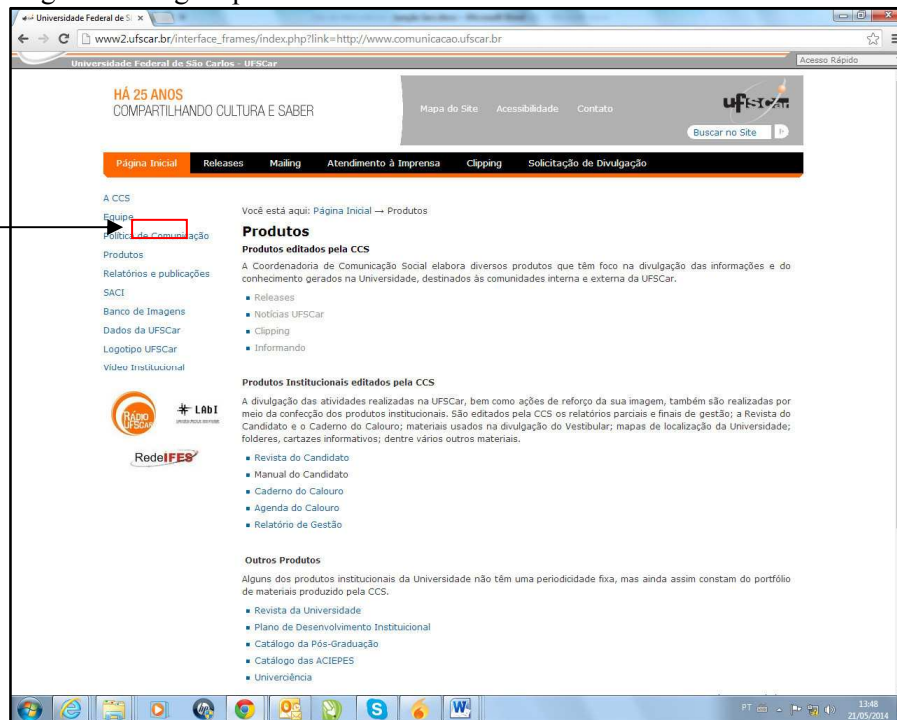 Universidade Federal de S
www2.ufscar.br/interface_frames/index.php?link=http://www.comunicacao.ufscar.br
Universidade Federal de São Carlos - UFSCar
Acesso Rápido
HÁ 25 ANOS
COMPARTILHANDO CULTURA E SABER
Mapa do Site Acessibilidade Contato
ufscar
Buscar no Site
Página Inicial Releases Mailing Atendimento à Imprensa Clipping Solicitação de Divulgação
A CCS
Equipe
Política de Comunicação
Produtos
Relatórios e publicações
SACI
Banco de Imagens
Dados da UFSCar
Logotipo UFSCar
Vídeo Institucional
RÁDIO
UFSCAR
LAbI
RedeIFES
Você está aqui: Página Inicial → Produtos
Produtos
Produtos editados pela CCS
A Coordenadoria de Comunicação Social elabora diversos produtos que têm foco na divulgação das informações e do
conhecimento gerados na Universidade, destinados às comunidades interna e externa da UFSCar.
Releases
Notícias UFSCar
Clipping
Informando
Produtos Institucionais editados pela CCS
A divulgação das atividades realizadas na UFSCar, bem como ações de reforço da sua imagem, também são realizadas por
meio da confecção dos produtos institucionais. São editados pela CCS os relatórios parciais e finais de gestão; a Revista do
Candidato e o Caderno do Calouro; materiais usados na divulgação do Vestibular; mapas de localização da Universidade;
folderes, cartazes informativos; dentre vários outros materiais.
Revista do Candidato
Manual do Candidato
Caderno do Calouro
Agenda do Calouro
Relatório de Gestão
Outros Produtos
Alguns dos produtos institucionais da Universidade não têm uma periodicidade fixa, mas ainda assim constam do portfólio
de materiais produzido pela CCS.
Revista da Universidade
Plano de Desenvolvimento Instituicional
Catálogo da Pós-Graduação
Catálogo das ACIEPES
Univerciência
PT
13:48
21/05/2014